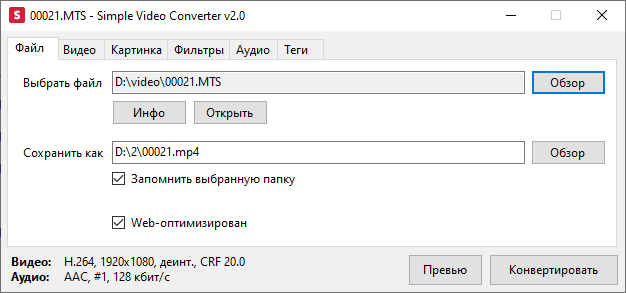 S 00021.MTS - Simple Video Converter v2.0
Файл Видео Картинка Фильтры Аудио Теги
Выбрать файл D:\video\00021.MTS Обзор
Инфо Открыть
Сохранить как D:\2\00021.mp4 Обзор
Запомнить выбранную папку
Web-оптимизирован
Видео: H.264, 1920x1080, деинт., CRF 20.0
Аудио: AAC, #1, 128 кбит/с
Превью Конвертировать